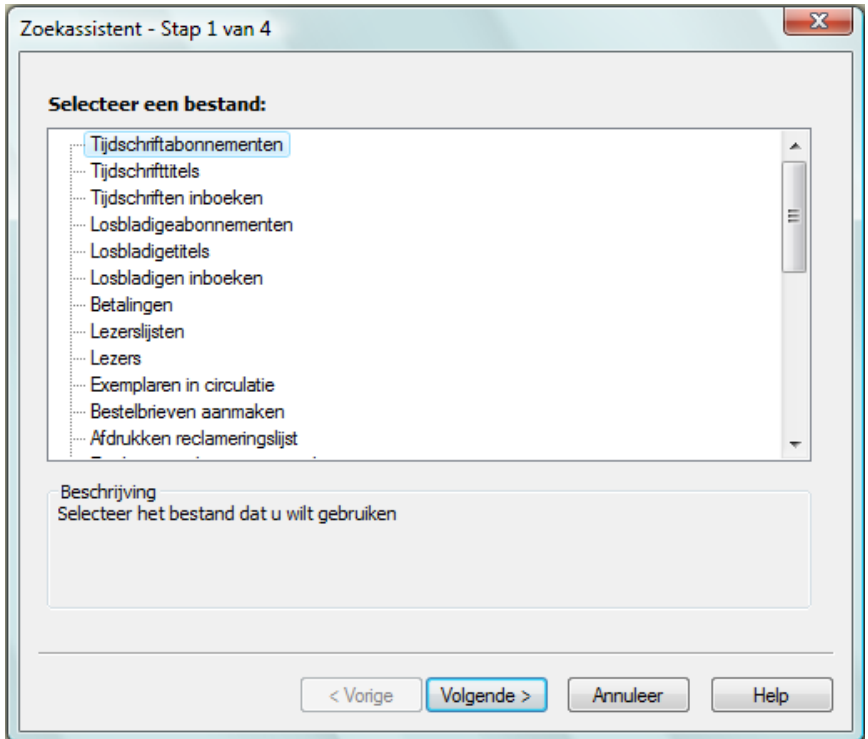 Zoekassistent - Stap 1 van 4
Selecteer een bestand:
Tijdschriftabonnementen
Tijdschrifttitels
Tijdschriften inboeken
Losbladigeabonnementen
Losbladigetitels
Losbladigen inboeken
Betalingen
Lezerslijsten
Lezers
Exemplaren in circulatie
Bestelbrieven aanmaken
Afdrukken reclameringslijst
Beschrijving
Selecteer het bestand dat u wilt gebruiken
< Vorige Volgende > Annuleer Help